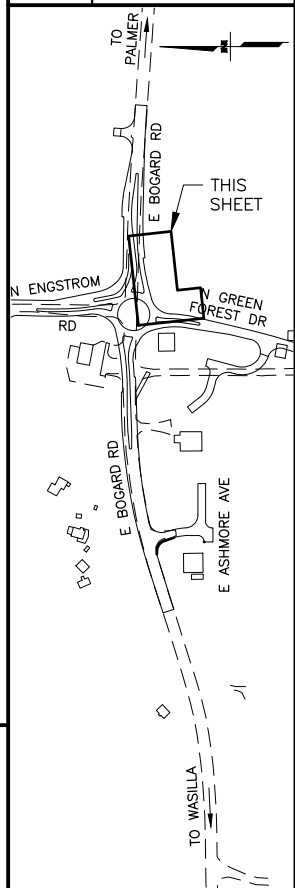 TO
PALMER
E BOGARD RD
THIS
SHEET
N ENGSTROM
RD
N GREEN
FOREST DR
E BOGARD RD
E ASHMORE AVE
TO WASILLA